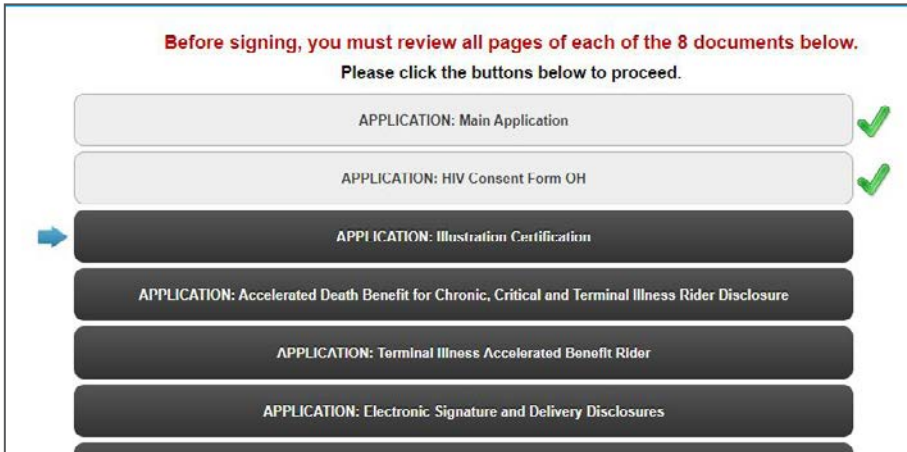 Before signing, you must review all pages of each of the 8 documents below.
Please click the buttons below to proceed.
APPLICATION: Main Application
APPLICATION: HIV Consent Form OH
APPLICATION: Illustration Certification
APPLICATION: Accelerated Death Benefit for Chronic, Critical and Terminal Illness Rider Disclosure
APPLICATION: Terminal Illness Accelerated Benefit Rider
APPLICATION: Electronic Signature and Delivery Disclosures